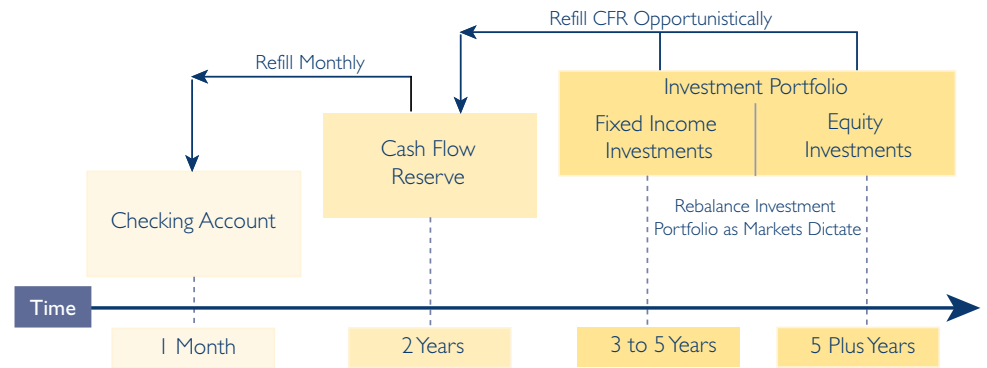 Refill CFR Opportunistically
Refill Monthly
Investment Portfolio
Fixed Income
Investments
Equity
Investments
Cash Flow
Reserve
Checking Account
Rebalance Investment
Portfolio as Markets Dictate
Time
1 Month
2 Years
3 to 5 Years
5 Plus Years